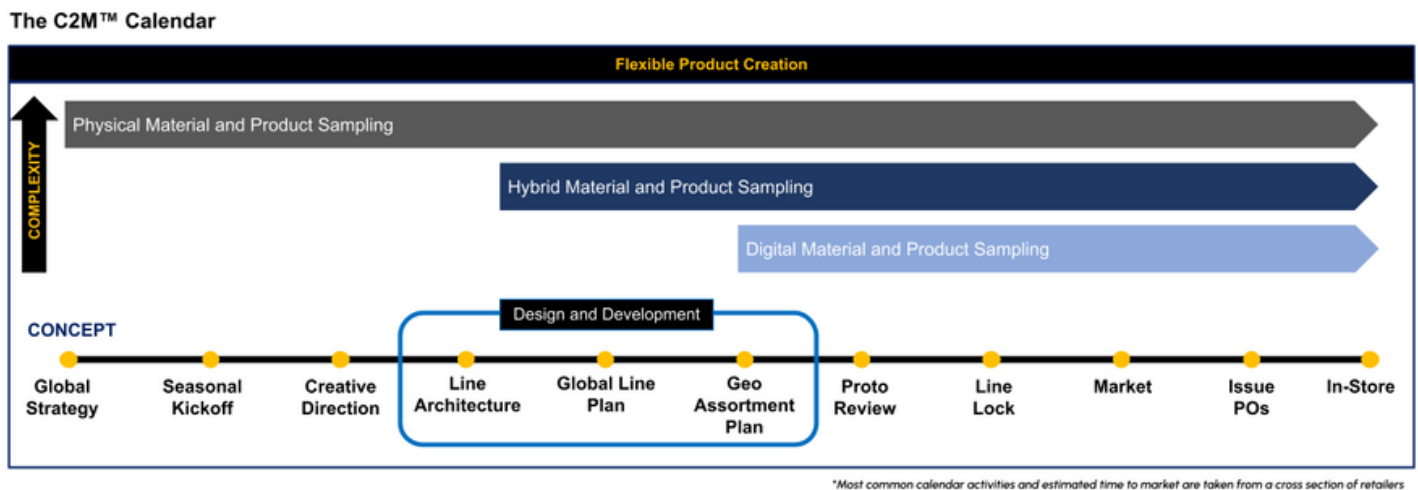 The C2M™ Calendar
Flexible Product Creation
COMPLEXITY
Physical Material and Product Sampling
Hybrid Material and Product Sampling
Digital Material and Product Sampling
Design and Development
CONCEPT
Global
Strategy
Seasonal
Kickoff
Creative
Direction
Line
Architecture
Global Line
Plan
Geo
Assortment
Plan
Proto
Review
Line
Lock
Market
Issue
POs
In-Store
*Most common calendar activities and estimated time to market are taken from a cross section of retailers